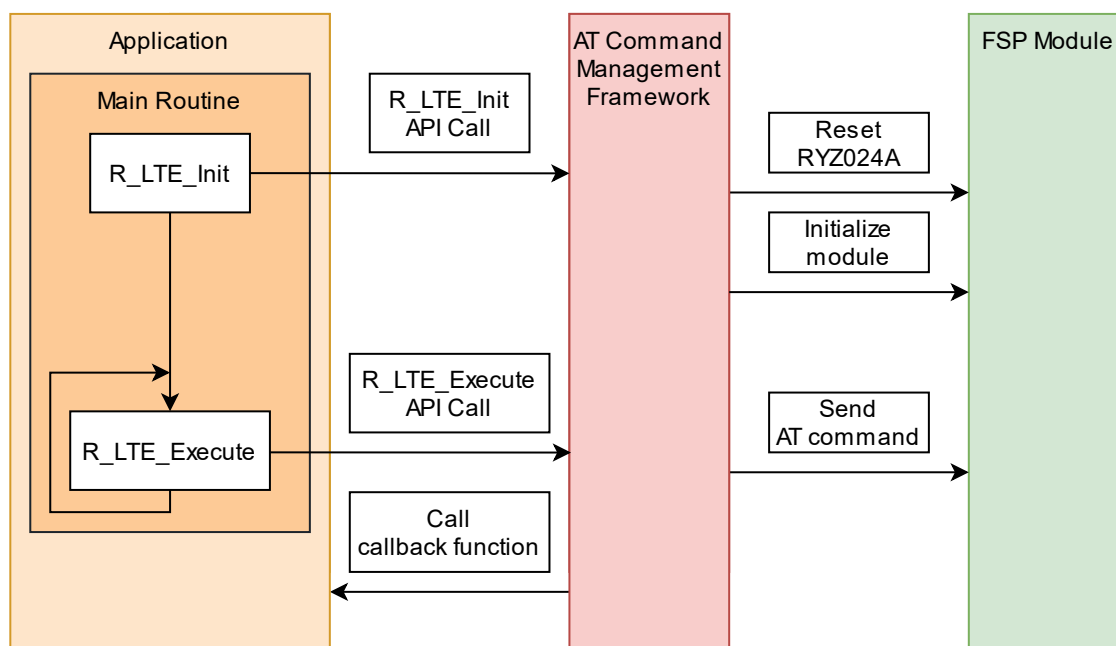 Application
Main Routine
R_LTE_Init
R_LTE_Execute
R_LTE_Init
API Call
R_LTE_Execute
API Call
Call
callback function
AT Command
Management
Framework
Reset
RYZ024A
Initialize
module
Send
AT command
FSP Module